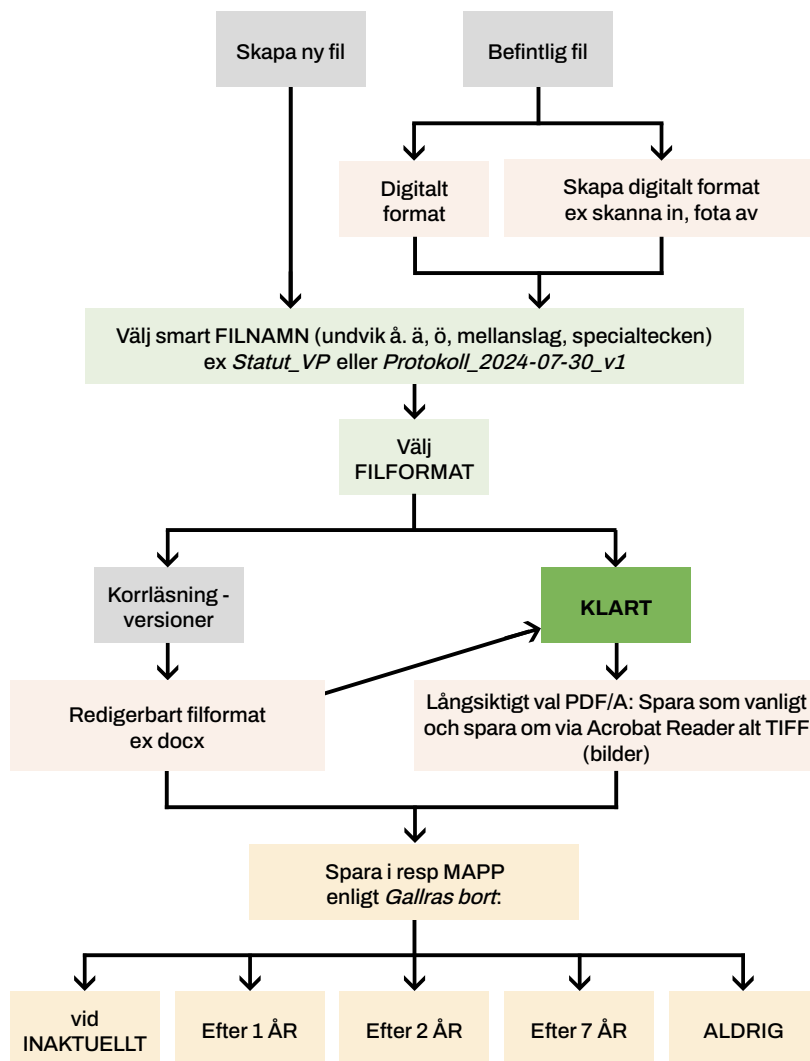 Skapa ny fil
Befintlig fil
Digitalt
format
Skapa digitalt format
ex skanna in, fota av
Välj smart FILNAMN (undvik å. ä, ö, mellanslag, specialtecken)
ex Statut_VP eller Protokoll_2024-07-30_v1
Välj
FILFORMAT
Korrläsning -
versioner
KLART
Redigerbart filformat
ex docx
Långsiktigt val PDF/A: Spara som vanligt
och spara om via Acrobat Reader alt TIFF
(bilder)
Spara i resp MAPP
enligt Gallras bort:
vid
INAKTUELLT
Efter 1 ÅR
Efter 2 ÅR
Efter 7 ÅR
ALDRIG